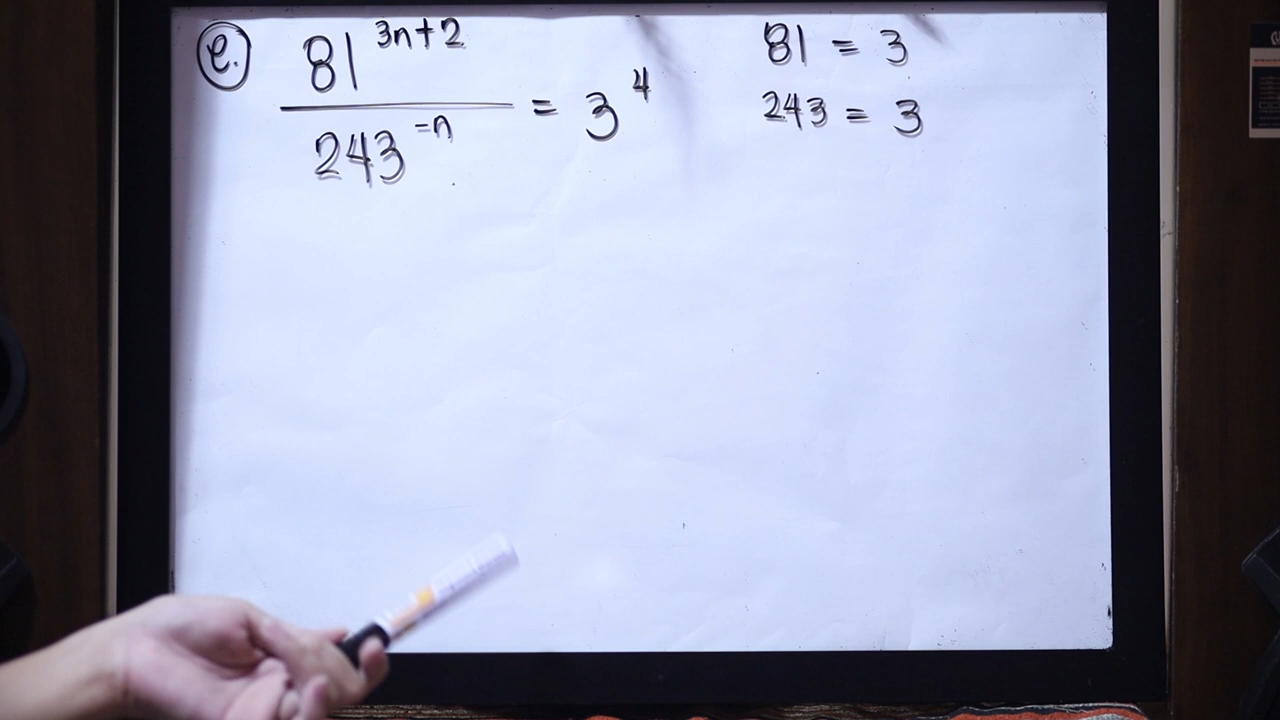 e. 81^(3n+2) / 243^(-n) = 3^4
81 = 3
243 = 3